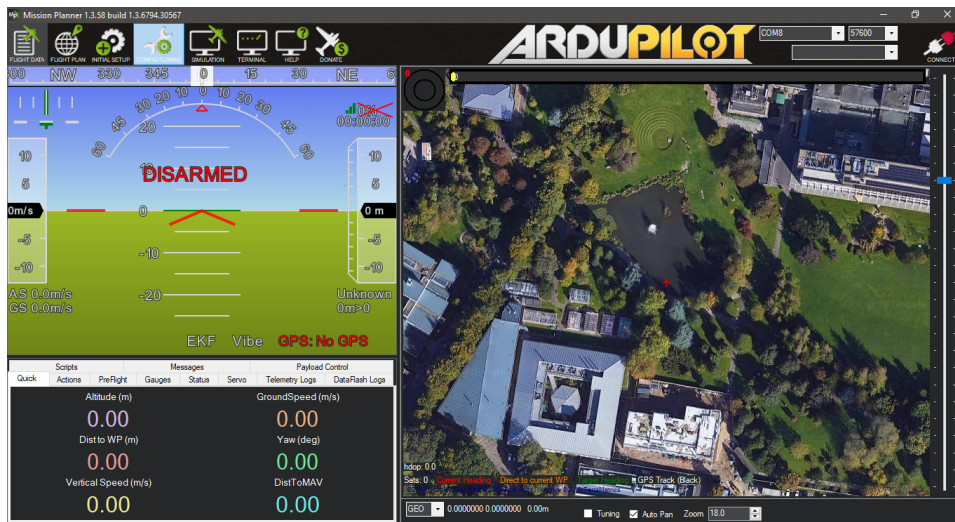 Mission Planner 1.3.58 build 1.3.6794.30567
FLIGHT DATA FLIGHT PLAN INITIAL SETUP CONFIG/TUNING SIMULATION TERMINAL HELP DONATE
ARDUPILOT
COM8 57600
CONNECT
NW 330 345 0 15 30 NE
0%
00:00:00
60 45 30 20 10 0 10 20 30 45 60
20
10
DISARMED
0
-10
-20
10
5
0m/s
-5
-10
10
5
0 m
-5
-10
AS 0.0m/s
GS 0.0m/s
Unknown
0m>0
EKF Vibe GPS: No GPS
Scripts Messages Payload Control
Quick Actions PreFlight Gauges Status Servo Telemetry Logs DataFlash Logs
Altitude (m) GroundSpeed (m/s)
0.00 0.00
Dist to WP (m) Yaw (deg)
0.00 0.00
Vertical Speed (m/s) DistToMAV
0.00 0.00
hdop: 0.0
Sats: 0 Current Heading Direct to current WP Target Heading GPS Track (Black)
GEO 0.0000000 0.0000000 0.00m Tuning Auto Pan Zoom 18.0